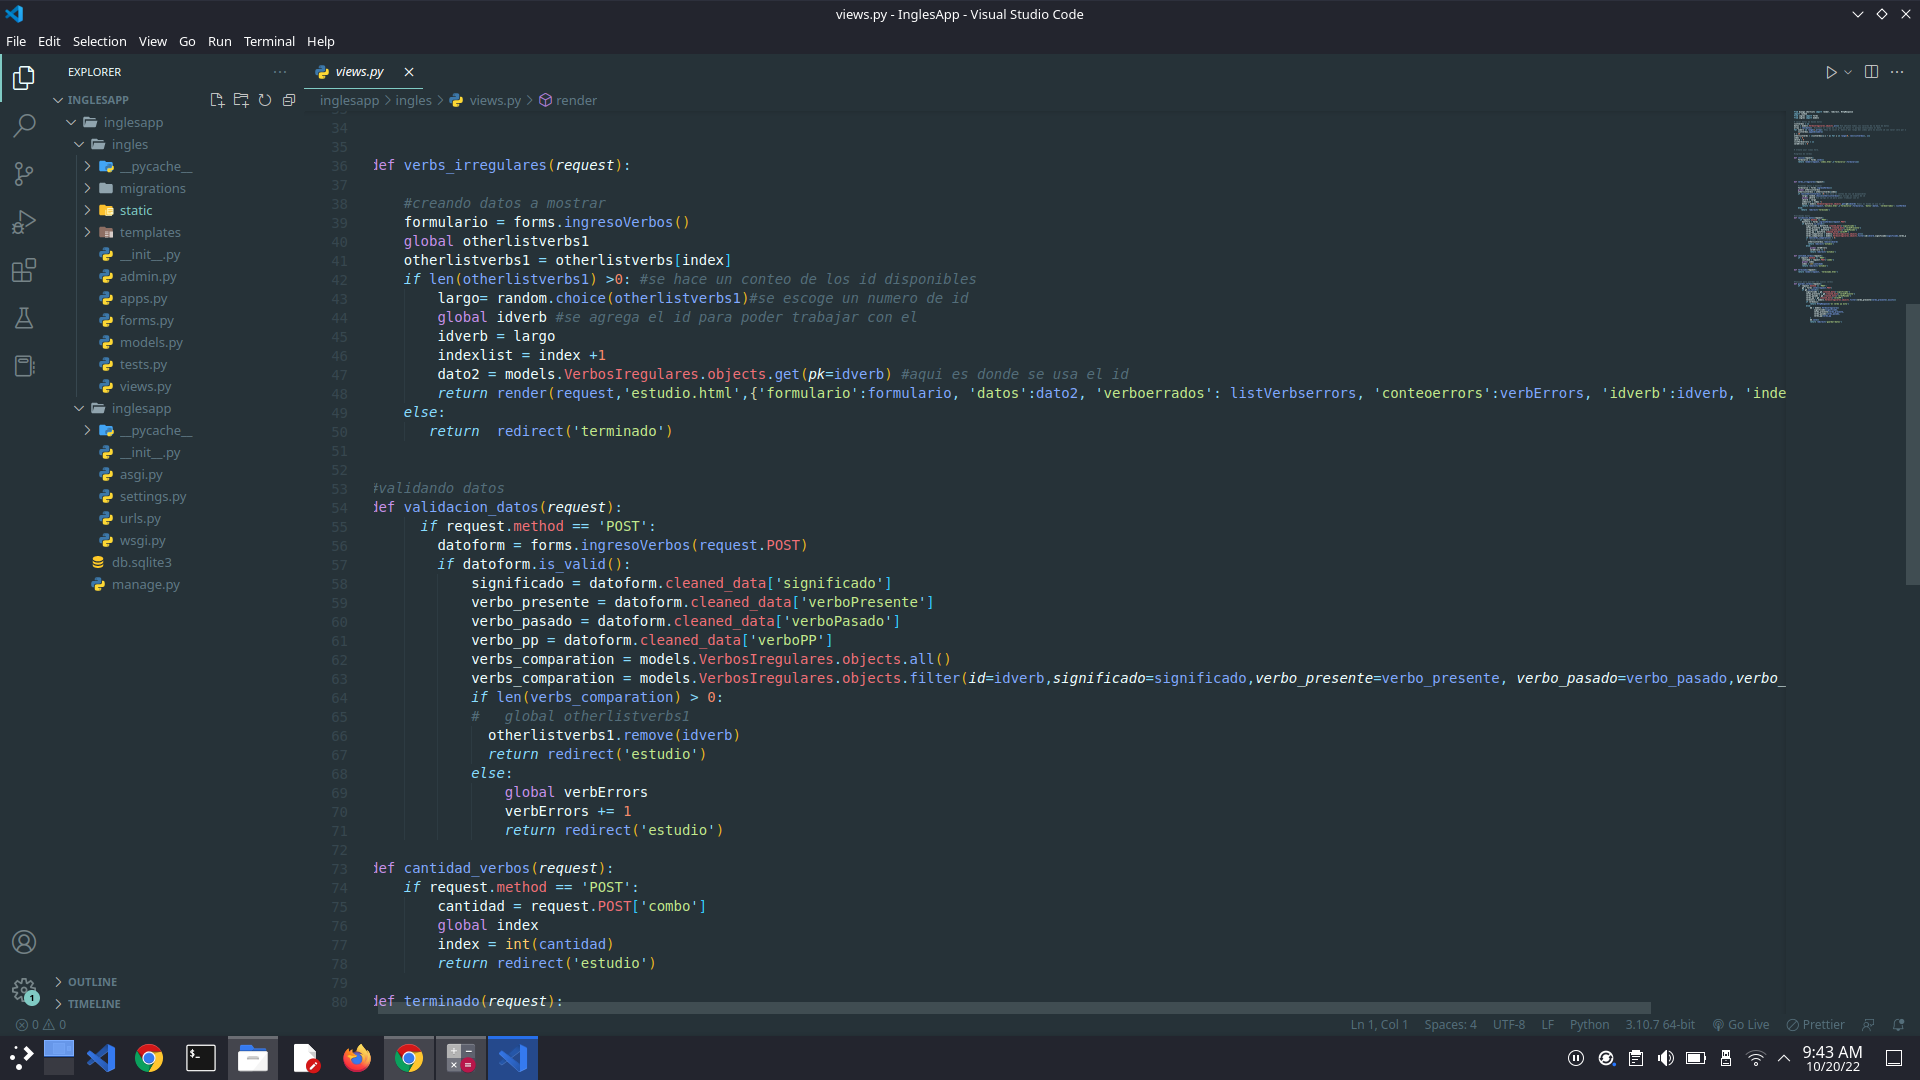 views.py - InglesApp - Visual Studio Code
File Edit Selection View Go Run Terminal Help
EXPLORER
views.py
INGLESAPP
inglesapp > ingles > views.py > render
inglesapp
ingles
__pycache__
migrations
static
templates
__init__.py
admin.py
apps.py
forms.py
models.py
tests.py
views.py
inglesapp
__pycache__
__init__.py
asgi.py
settings.py
urls.py
wsgi.py
db.sqlite3
manage.py
OUTLINE
TIMELINE
34
35
36 def verbs_irregulares(request):
37
38 #creando datos a mostrar
39 formulario = forms.ingresoVerbos()
40 global otherlistverbs1
41 otherlistverbs1 = otherlistverbs[index]
42 if len(otherlistverbs1) >0: #se hace un conteo de los id disponibles
43 largo= random.choice(otherlistverbs1)#se escoge un numero de id
44 global idverb #se agrega el id para poder trabajar con el
45 idverb = largo
46 indexlist = index +1
47 dato2 = models.VerbosIregulares.objects.get(pk=idverb) #aqui es donde se usa el id
48 return render(request,'estudio.html',{'formulario':formulario, 'datos':dato2, 'verboerrados': listVerbserrors, 'conteoerrors':verbErrors, 'idverb':idverb, 'inde
49 else:
50 return  redirect('terminado')
51
52
53 #validando datos
54 def validacion_datos(request):
55 if request.method == 'POST':
56 datoform = forms.ingresoVerbos(request.POST)
57 if datoform.is_valid():
58 significado = datoform.cleaned_data['significado']
59 verbo_presente = datoform.cleaned_data['verboPresente']
60 verbo_pasado = datoform.cleaned_data['verboPasado']
61 verbo_pp = datoform.cleaned_data['verboPP']
62 verbs_comparation = models.VerbosIregulares.objects.all()
63 verbs_comparation = models.VerbosIregulares.objects.filter(id=idverb,significado=significado,verbo_presente=verbo_presente, verbo_pasado=verbo_pasado,verbo_
64 if len(verbs_comparation) > 0:
65 #   global otherlistverbs1
66 otherlistverbs1.remove(idverb)
67 return redirect('estudio')
68 else:
69 global verbErrors
70 verbErrors += 1
71 return redirect('estudio')
72
73 def cantidad_verbos(request):
74 if request.method == 'POST':
75 cantidad = request.POST['combo']
76 global index
77 index = int(cantidad)
78 return redirect('estudio')
79
80 def terminado(request):
1
0 0
Ln 1, Col 1 Spaces: 4 UTF-8 LF Python 3.10.7 64-bit Go Live Prettier
9:43 AM
10/20/22